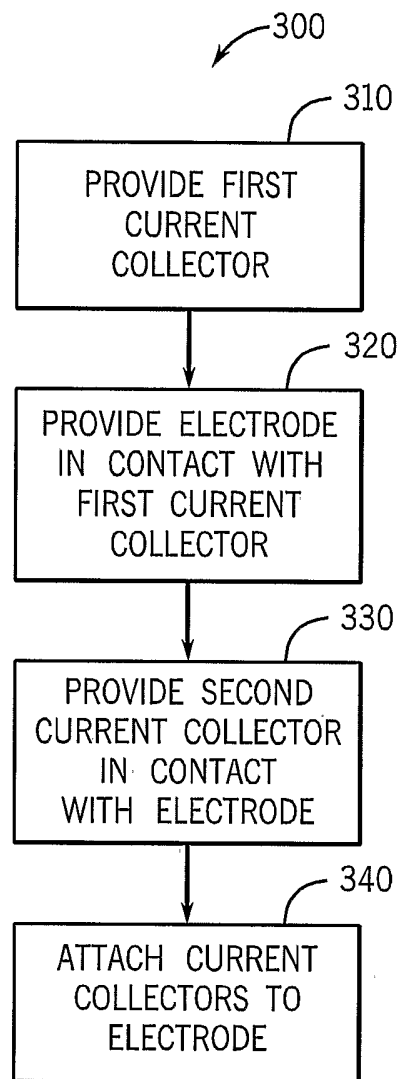 300
310
PROVIDE FIRST
CURRENT
COLLECTOR
320
PROVIDE ELECTRODE
IN CONTACT WITH
FIRST CURRENT
COLLECTOR
330
PROVIDE SECOND
CURRENT COLLECTOR
IN CONTACT
WITH ELECTRODE
340
ATTACH CURRENT
COLLECTORS TO
ELECTRODE